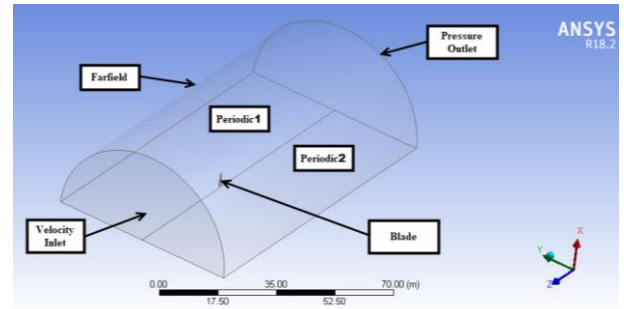 ANSYS
R18.2
Pressure
Outlet
Farfield
Periodic1
Periodic2
Velocity
Inlet
Blade
0.00
35.00
70.00 (m)
17.50
52.50
X
Y
Z